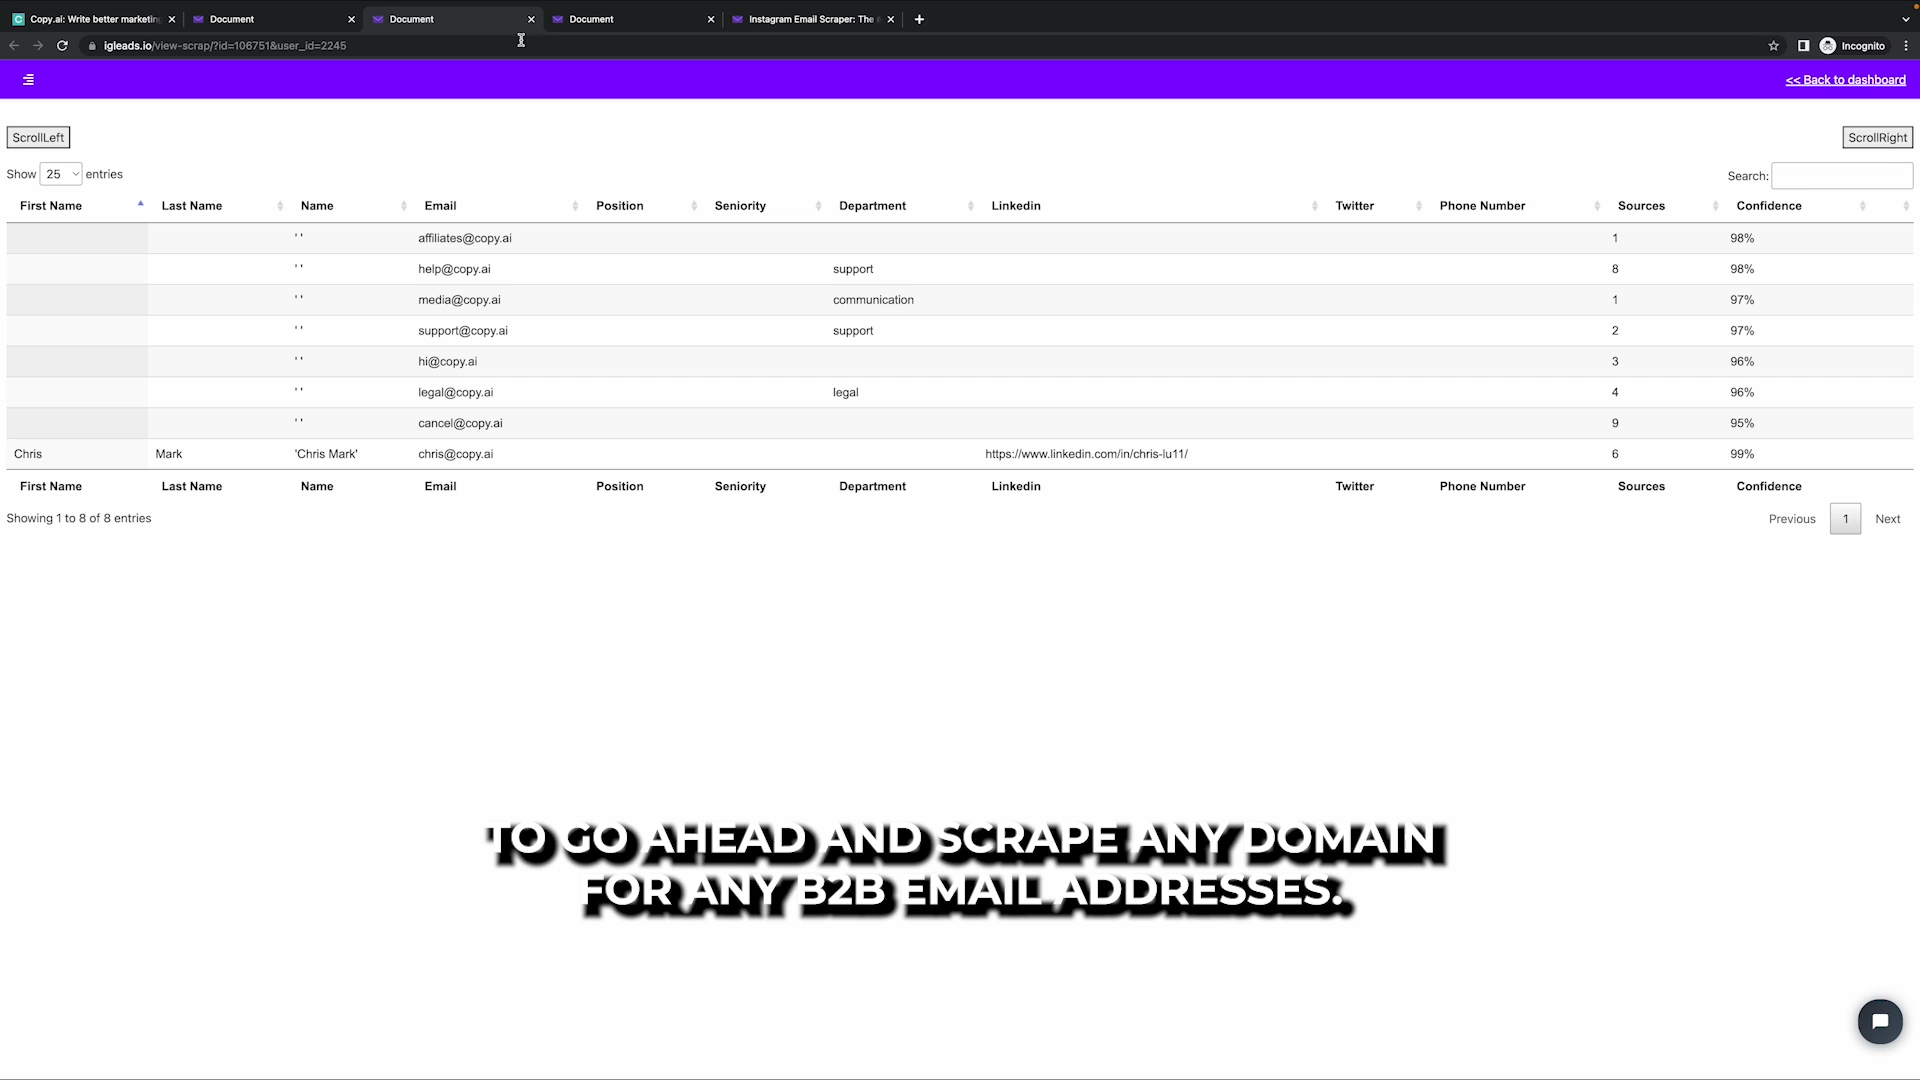 Copy.ai: Write better marketin
Document
Document
Document
Instagram Email Scraper: The
igleads.io/view-scrap/?id=106751&user_id=2245
Incognito
<< Back to dashboard
ScrollLeft
ScrollRight
Show 25 entries
Search:
First Name Last Name Name Email Position Seniority Department Linkedin Twitter Phone Number Sources Confidence
' ' affiliates@copy.ai 1 98%
' ' help@copy.ai support 8 98%
' ' media@copy.ai communication 1 97%
' ' support@copy.ai support 2 97%
' ' hi@copy.ai 3 96%
' ' legal@copy.ai legal 4 96%
' ' cancel@copy.ai 9 95%
Chris Mark 'Chris Mark' chris@copy.ai https://www.linkedin.com/in/chris-lu11/ 6 99%
First Name Last Name Name Email Position Seniority Department Linkedin Twitter Phone Number Sources Confidence
Showing 1 to 8 of 8 entries
Previous 1 Next
TO GO AHEAD AND SCRAPE ANY DOMAIN
FOR ANY B2B EMAIL ADDRESSES.